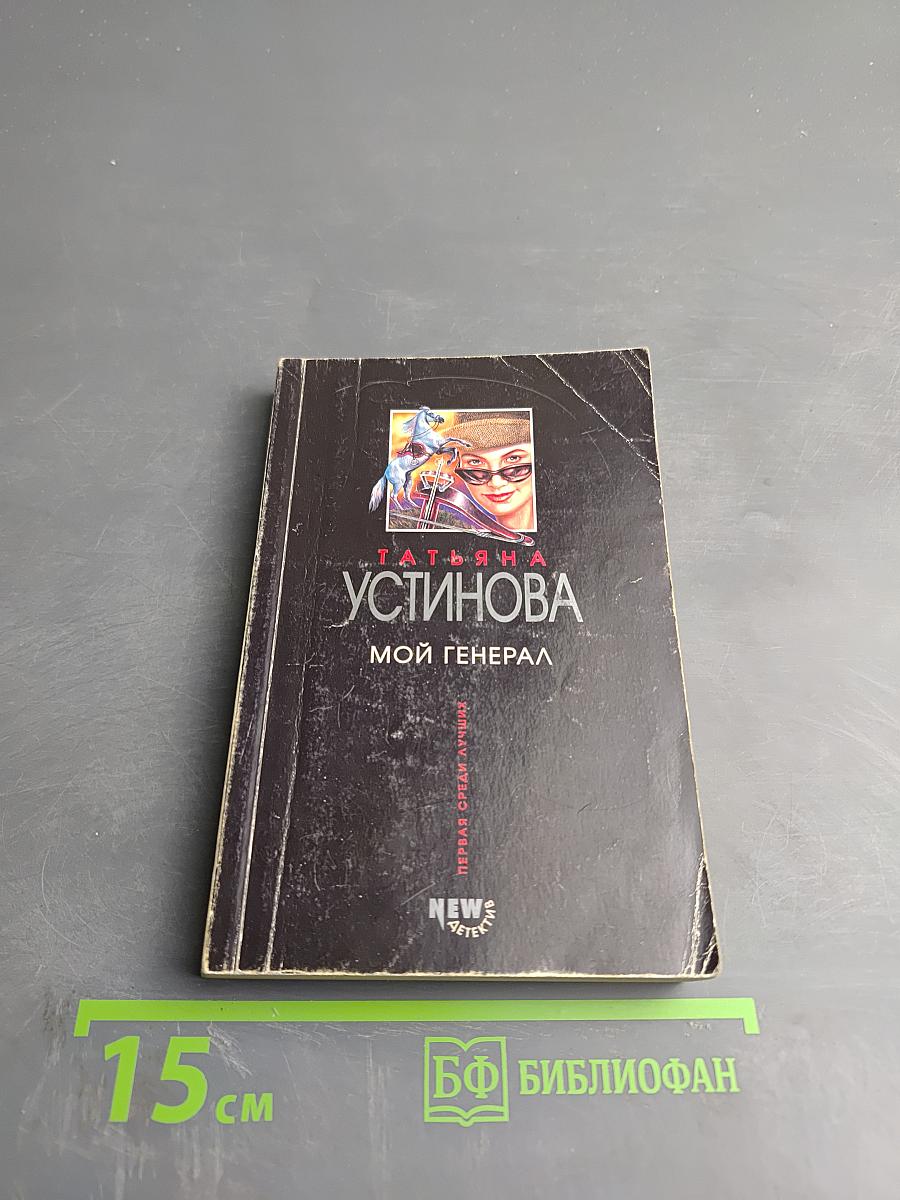 ТАТЬЯНА
УСТИНОВА
МОЙ ГЕНЕРАЛ
ПЕРВАЯ СРЕДИ ЛУЧШИХ
NEW
ДЕТЕКТИВ
15 см
БФ БИБЛИОФАН